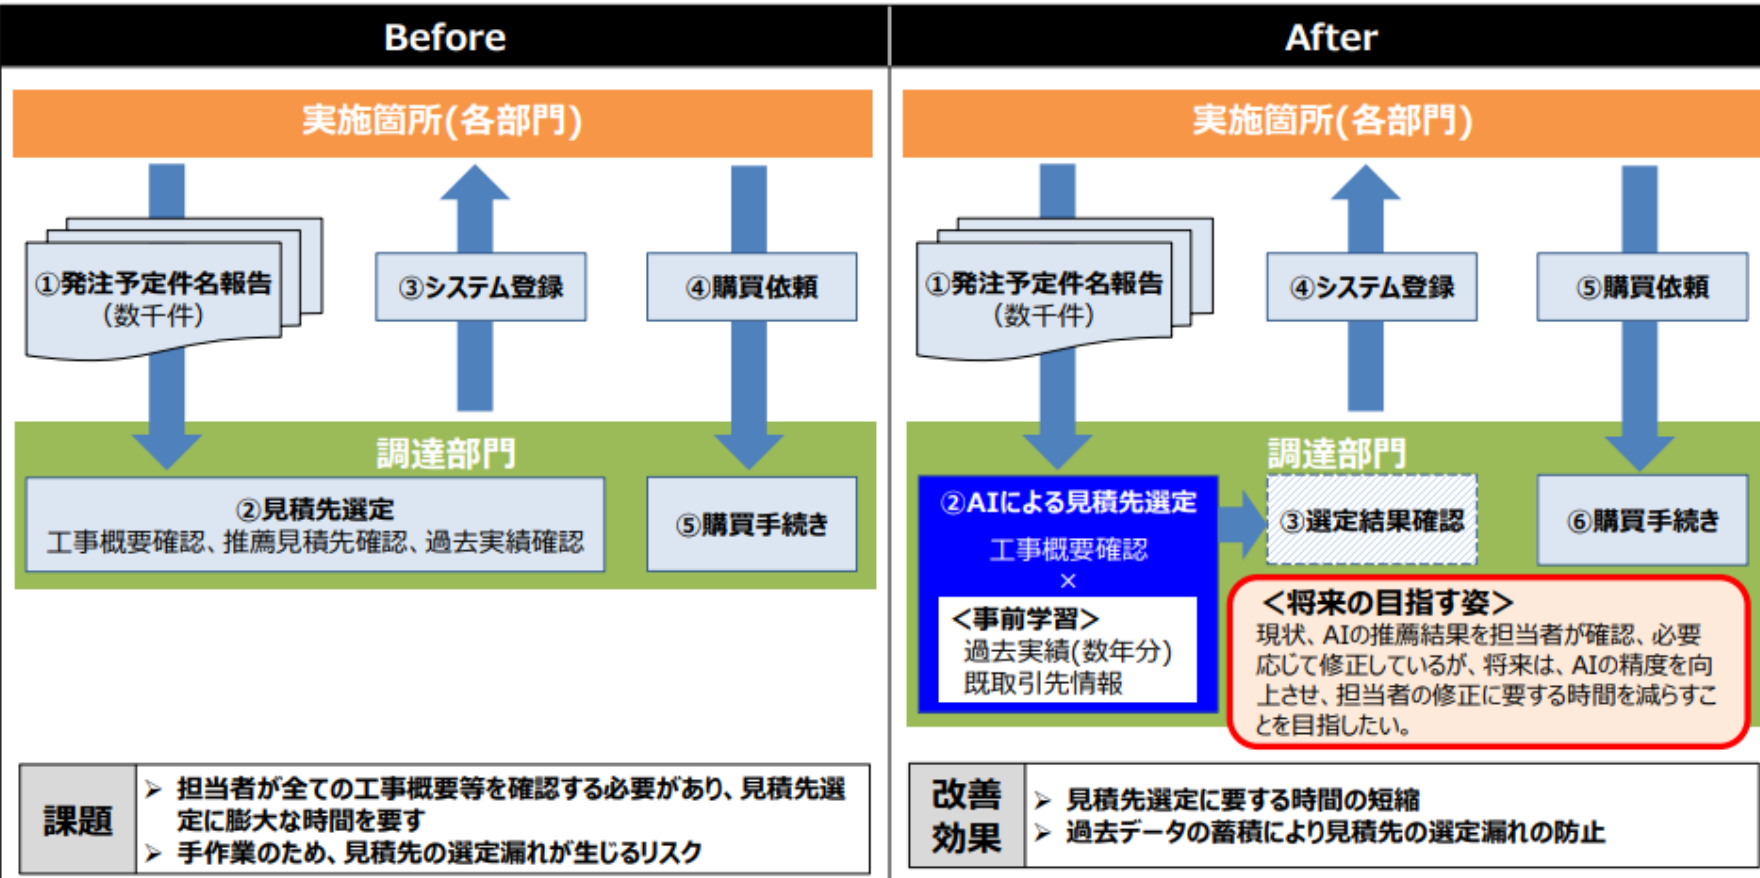 Before
実施箇所(各部門)
①発注予定件名報告
（数千件）
③システム登録
④購買依頼
調達部門
②見積先選定
工事概要確認、推薦見積先確認、過去実績確認
⑤購買手続き
課題
➢ 担当者が全ての工事概要等を確認する必要があり、見積先選
定に膨大な時間を要す
➢ 手作業のため、見積先の選定漏れが生じるリスク
After
実施箇所(各部門)
①発注予定件名報告
（数千件）
④システム登録
⑤購買依頼
調達部門
②AIによる見積先選定
工事概要確認
×
＜事前学習＞
過去実績(数年分)
既取引先情報
③選定結果確認
⑥購買手続き
＜将来の目指す姿＞
現状、AIの推薦結果を担当者が確認、必要
応じて修正しているが、将来は、AIの精度を向
上させ、担当者の修正に要する時間を減らすこ
とを目指したい。
改善
効果
➢ 見積先選定に要する時間の短縮
➢ 過去データの蓄積により見積先の選定漏れの防止